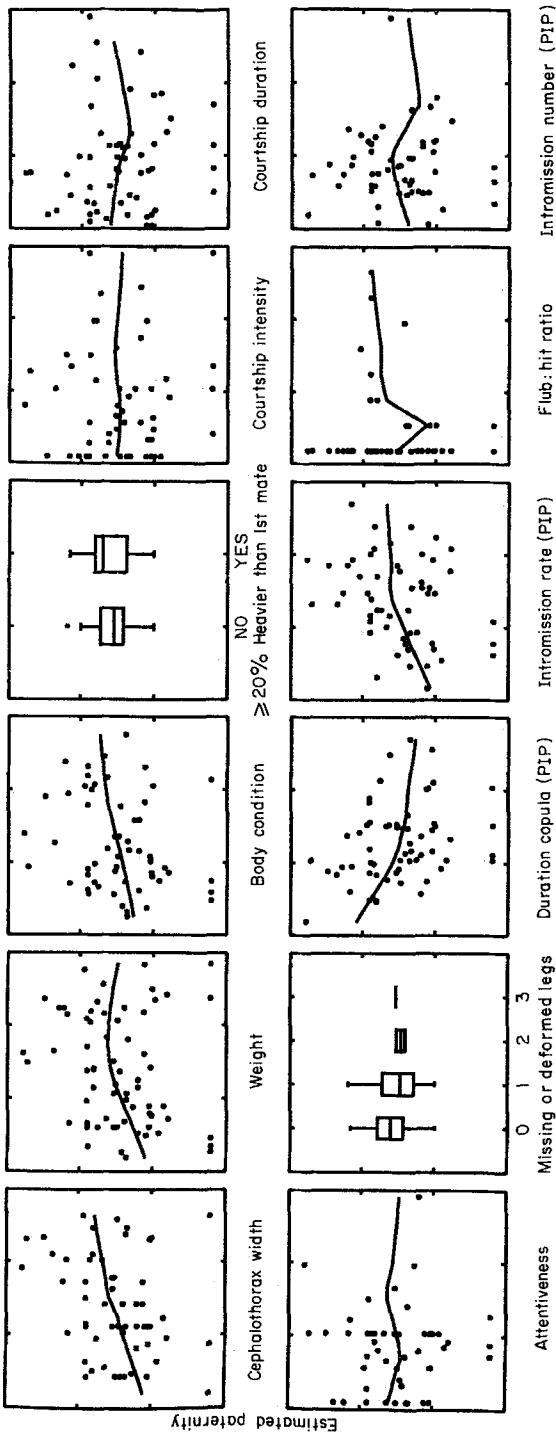 Estimated paternity
Cephalothorax width
Weight
Body condition
NO YES
≥ 20% Heavier than 1st mate
Courtship intensity
Courtship duration
Attentiveness
0 1 2 3
Missing or deformed legs
Duration copula (PIP)
Intromission rate (PIP)
Flub: hit ratio
Intromission number (PIP)